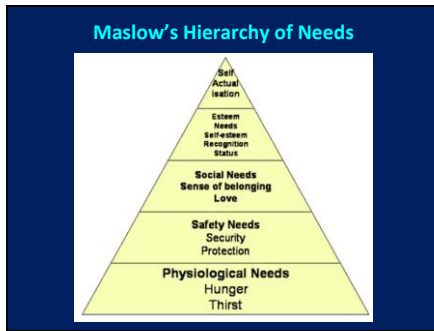 Maslow's Hierarchy of Needs
Self
Actual
isation
Esteem
Needs
Self-esteem
Recognition
Status
Social Needs
Sense of belonging
Love
Safety Needs
Security
Protection
Physiological Needs
Hunger
Thirst